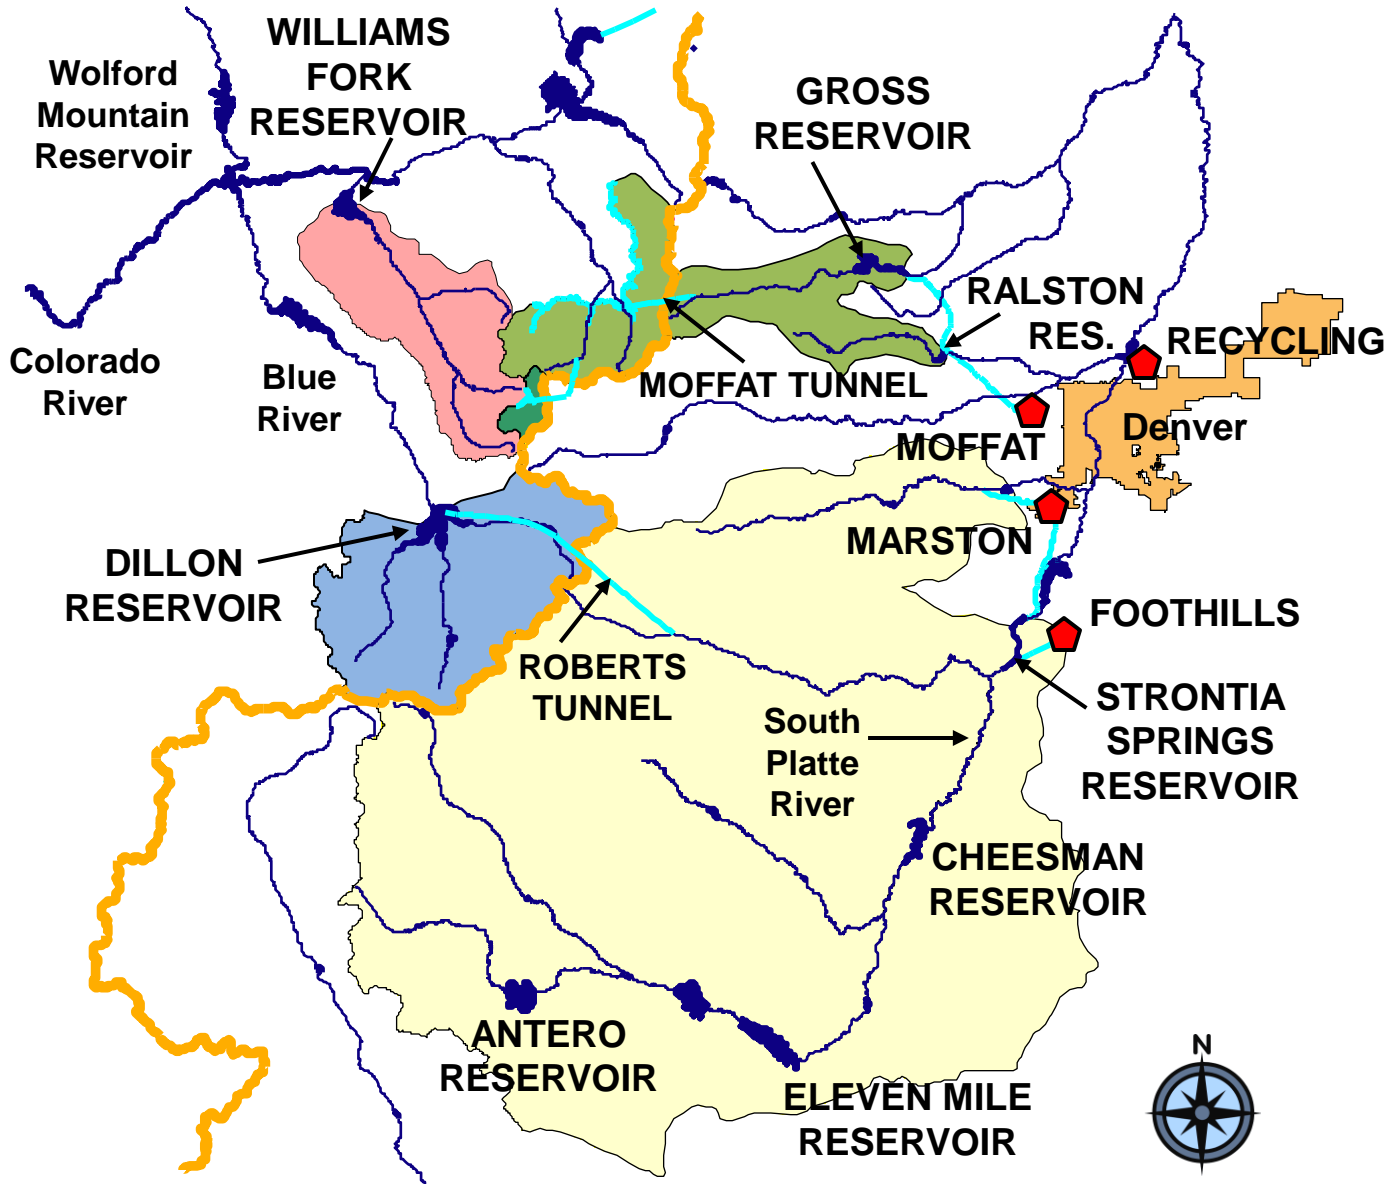 WILLIAMS
FORK
RESERVOIR
Wolford
Mountain
Reservoir
GROSS
RESERVOIR
RALSTON
RES.
RECYCLING
Colorado
River
Blue
River
MOFFAT TUNNEL
MOFFAT
Denver
MARSTON
DILLON
RESERVOIR
FOOTHILLS
ROBERTS
TUNNEL
STRONTIA
SPRINGS
RESERVOIR
South
Platte
River
CHEESMAN
RESERVOIR
ANTERO
RESERVOIR
ELEVEN MILE
RESERVOIR
N